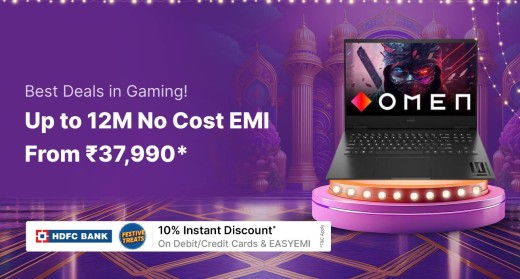 Best Deals in Gaming!
Up to 12M No Cost EMI
From ₹37,990*
OMEN
HDFC BANK
FESTIVE
TREATS
10% Instant Discount*
On Debit/Credit Cards & EASYEMI
*T&C Apply